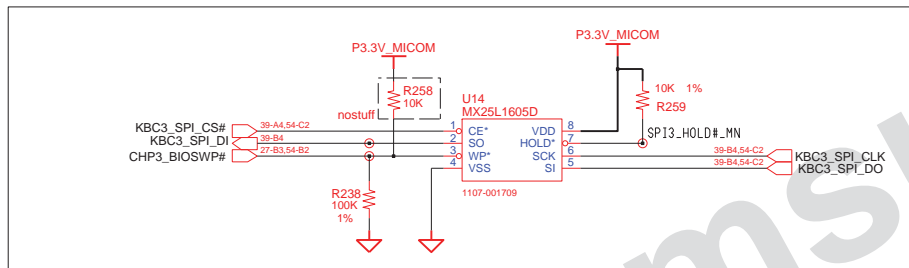 P3.3V_MICOM
P3.3V_MICOM
R258
10K
nostuff
10K 1%
R259
U14
MX25L1605D
KBC3_SPI_CS#
39-A4,54-C2
1
CE*
VDD
8
SPI3_HOLD#_MN
KBC3_SPI_DI
39-B4
2
SO
HOLD*
7
CHP3_BIOSWP#
27-B3,54-B2
3
WP*
SCK
6
39-B4,54-C2
KBC3_SPI_CLK
4
VSS
SI
5
39-B4,54-C2
KBC3_SPI_DO
R238
100K
1%
1107-001709
msu